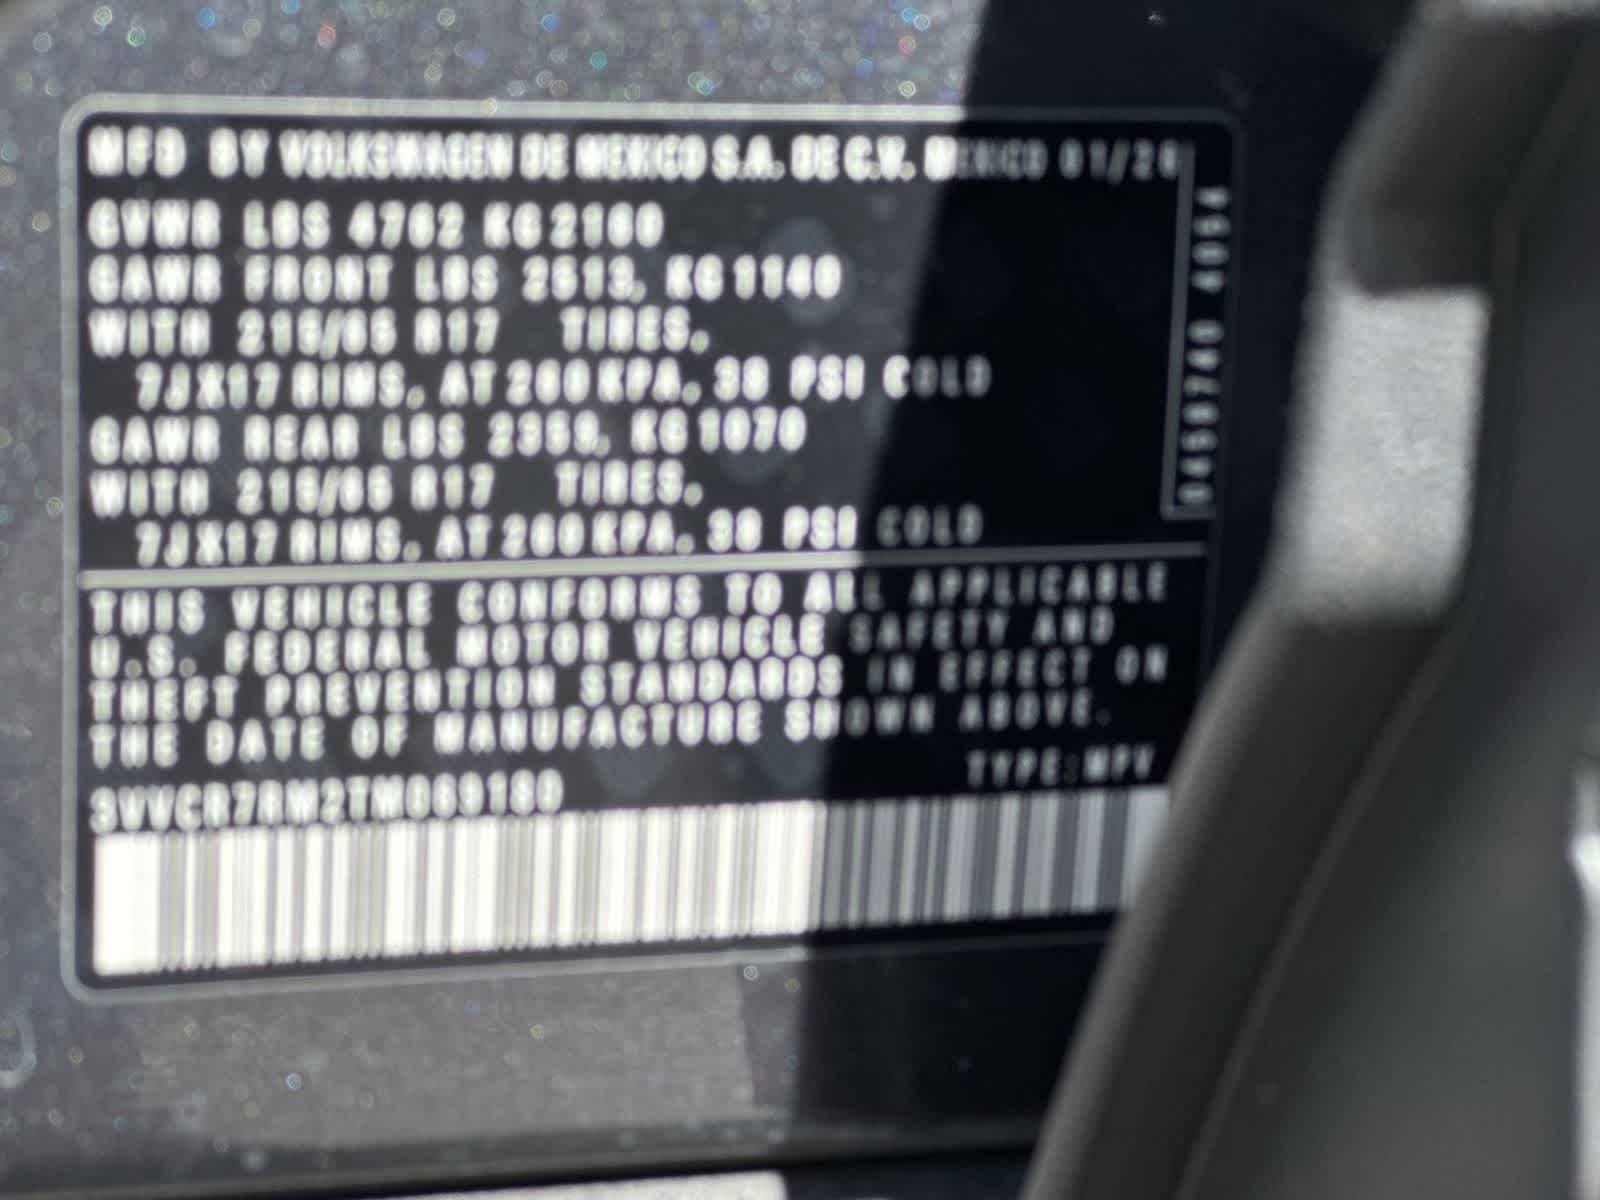 MFD BY VOLKSWAGEN DE MEXICO S.A. DE C.V. MEXICO 01/26
GVWR LBS 4762 KG 2160
GAWR FRONT LBS 2513, KG 1140
WITH 215/65 R17 TIRES,
7JX17 RIMS, AT 260 KPA, 38 PSI COLD
GAWR REAR LBS 2359, KG 1070
WITH 215/65 R17 TIRES,
7JX17 RIMS, AT 260 KPA, 38 PSI COLD
THIS VEHICLE CONFORMS TO ALL APPLICABLE
U.S. FEDERAL MOTOR VEHICLE SAFETY AND
THEFT PREVENTION STANDARDS IN EFFECT ON
THE DATE OF MANUFACTURE SHOWN ABOVE.
TYPE:MPV
3VVCR7RM2TM069180